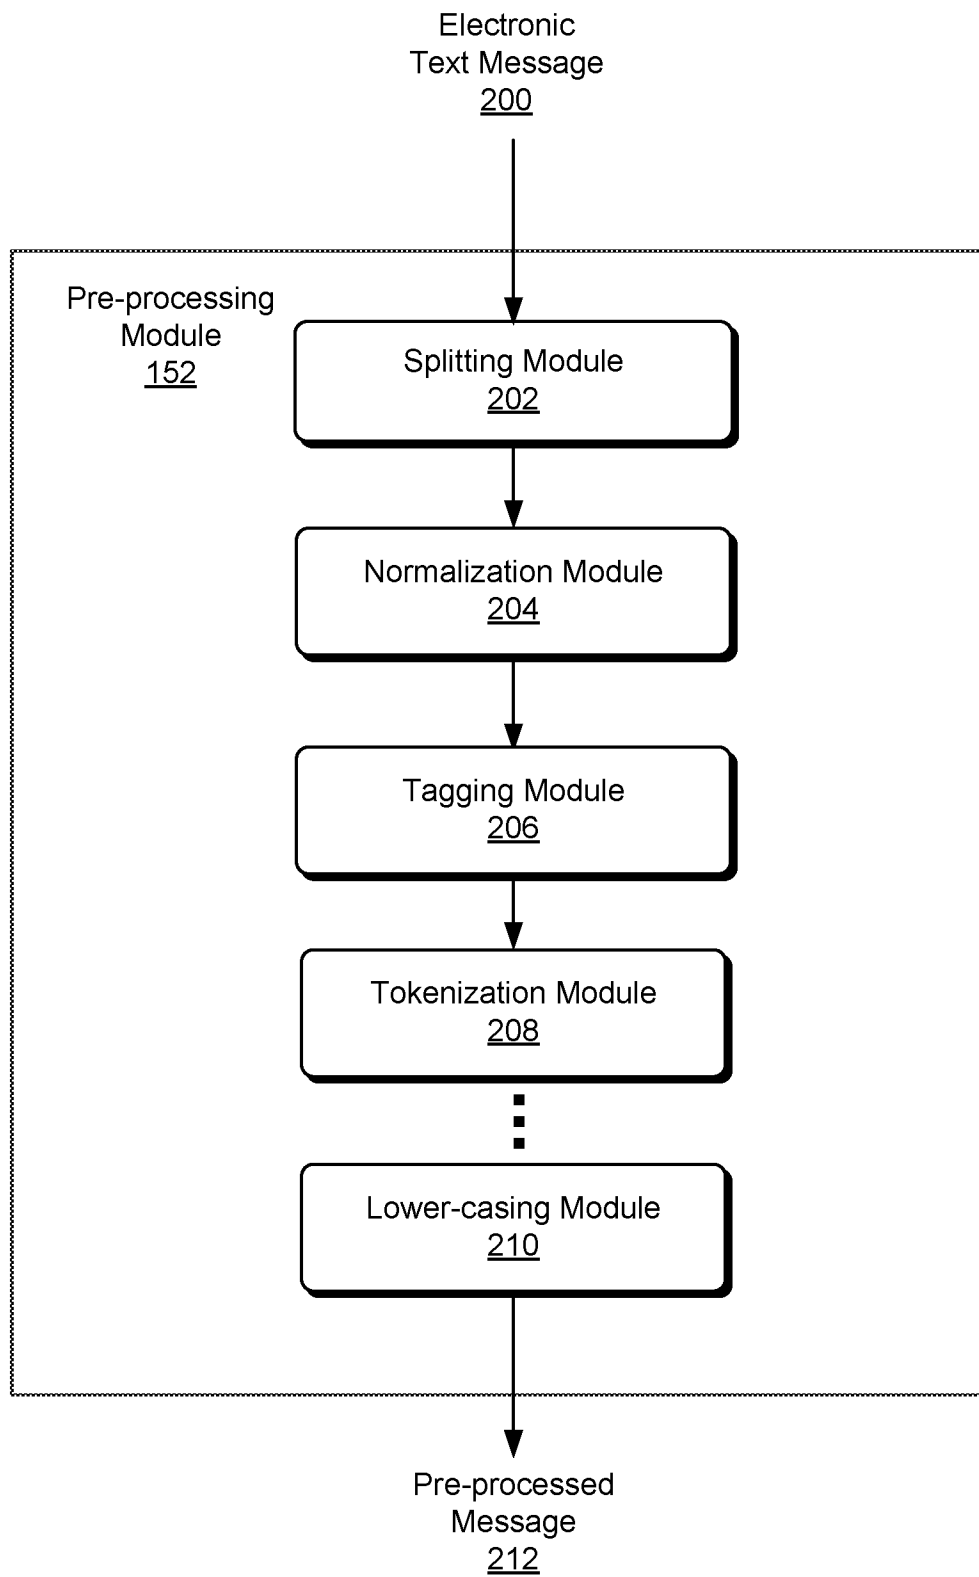 Electronic
Text Message
200
Pre-processing
Module
152
Splitting Module
202
Normalization Module
204
Tagging Module
206
Tokenization Module
208
Lower-casing Module
210
Pre-processed
Message
212